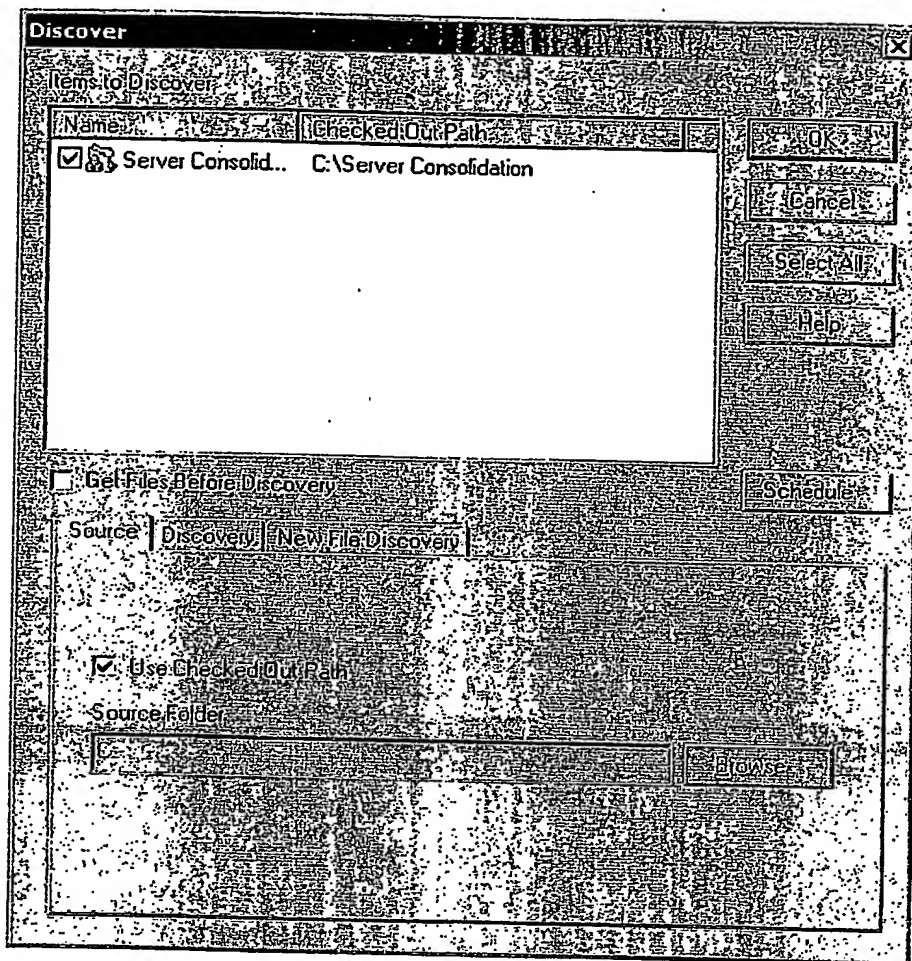 Discover
Items to Discover
Name Checked Out Path
Server Consolid... C:\Server Consolidation
OK
Cancel
Select All
Help
Get Files Before Discovery
Schedule
Source Discovery New File Discovery
Use Checked Out Path
Source Folder
Browse